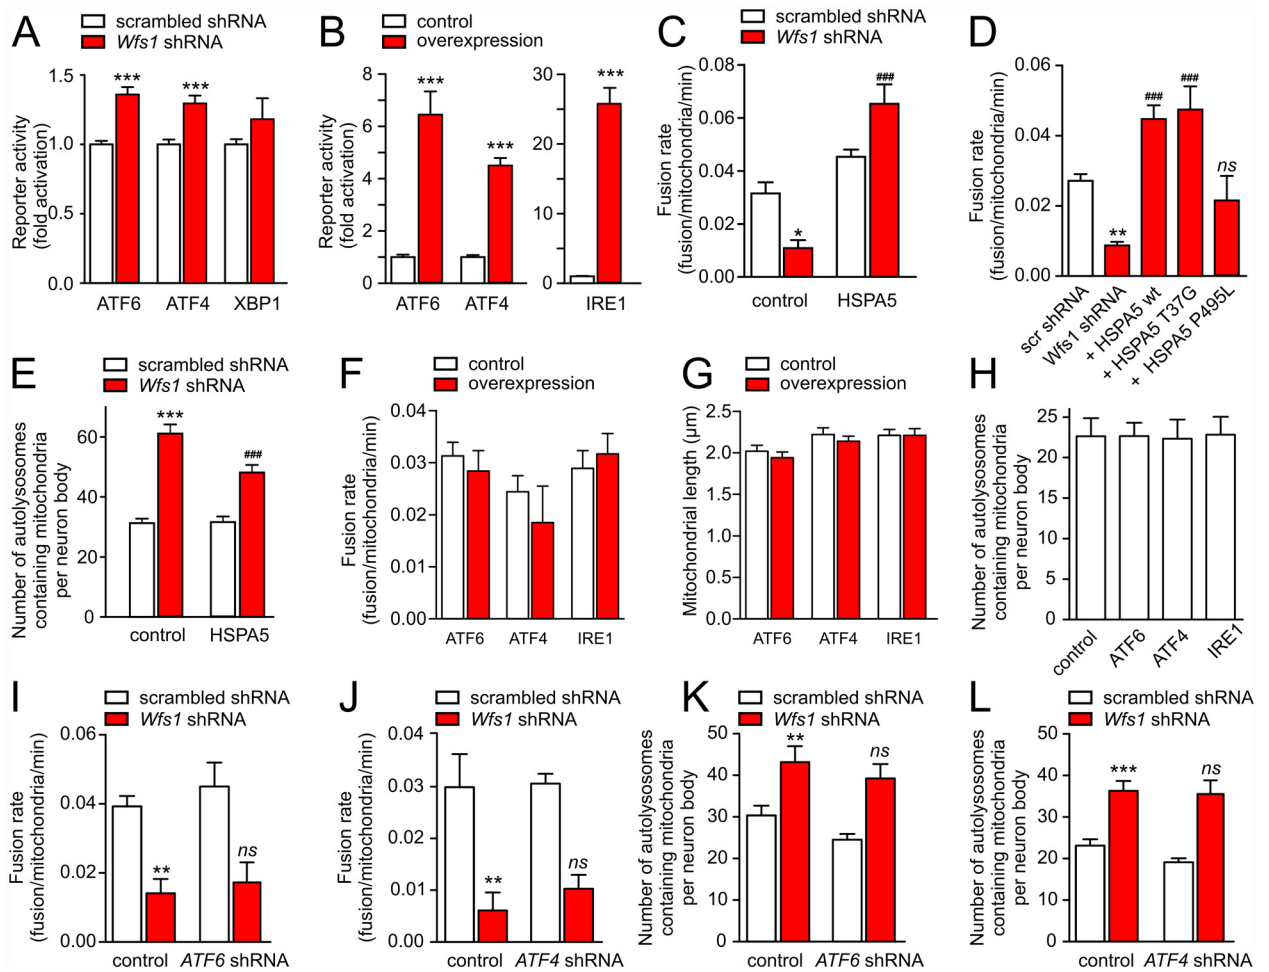 A
scrambled shRNA
Wfs1 shRNA
Reporter activity
(fold activation)
1.5
1.0
0.5
0.0
***
***
ATF6
ATF4
XBP1
B
control
overexpression
Reporter activity
(fold activation)
8
6
4
2
0
***
***
ATF6
ATF4
30
20
10
0
***
IRE1
C
scrambled shRNA
Wfs1 shRNA
Fusion rate
(fusion/mitochondria/min)
0.08
0.06
0.04
0.02
0.00
*
###
control
HSPA5
D
Fusion rate
(fusion/mitochondria/min)
0.06
0.04
0.02
0.00
**
###
###
ns
scr shRNA
Wfs1 shRNA
+ HSPA5 wt
+ HSPA5 T37G
+ HSPA5 P495L
E
scrambled shRNA
Wfs1 shRNA
Number of autolysosomes
containing mitochondria
per neuron body
60
40
20
0
***
###
control
HSPA5
F
control
overexpression
Fusion rate
(fusion/mitochondria/min)
0.04
0.03
0.02
0.01
0.00
ATF6
ATF4
IRE1
G
control
overexpression
Mitochondrial length (µm)
2.5
2.0
1.5
1.0
0.5
0.0
ATF6
ATF4
IRE1
H
Number of autolysosomes
containing mitochondria
per neuron body
25
20
15
10
5
0
control
ATF6
ATF4
IRE1
I
scrambled shRNA
Wfs1 shRNA
Fusion rate
(fusion/mitochondria/min)
0.06
0.04
0.02
0.00
**
ns
control
ATF6 shRNA
J
scrambled shRNA
Wfs1 shRNA
Fusion rate
(fusion/mitochondria/min)
0.04
0.03
0.02
0.01
0.00
**
ns
control
ATF4 shRNA
K
scrambled shRNA
Wfs1 shRNA
Number of autolysosomes
containing mitochondria
per neuron body
50
40
30
20
10
0
**
ns
control
ATF6 shRNA
L
scrambled shRNA
Wfs1 shRNA
Number of autolysosomes
containing mitochondria
per neuron body
50
40
30
20
10
0
***
ns
control
ATF4 shRNA